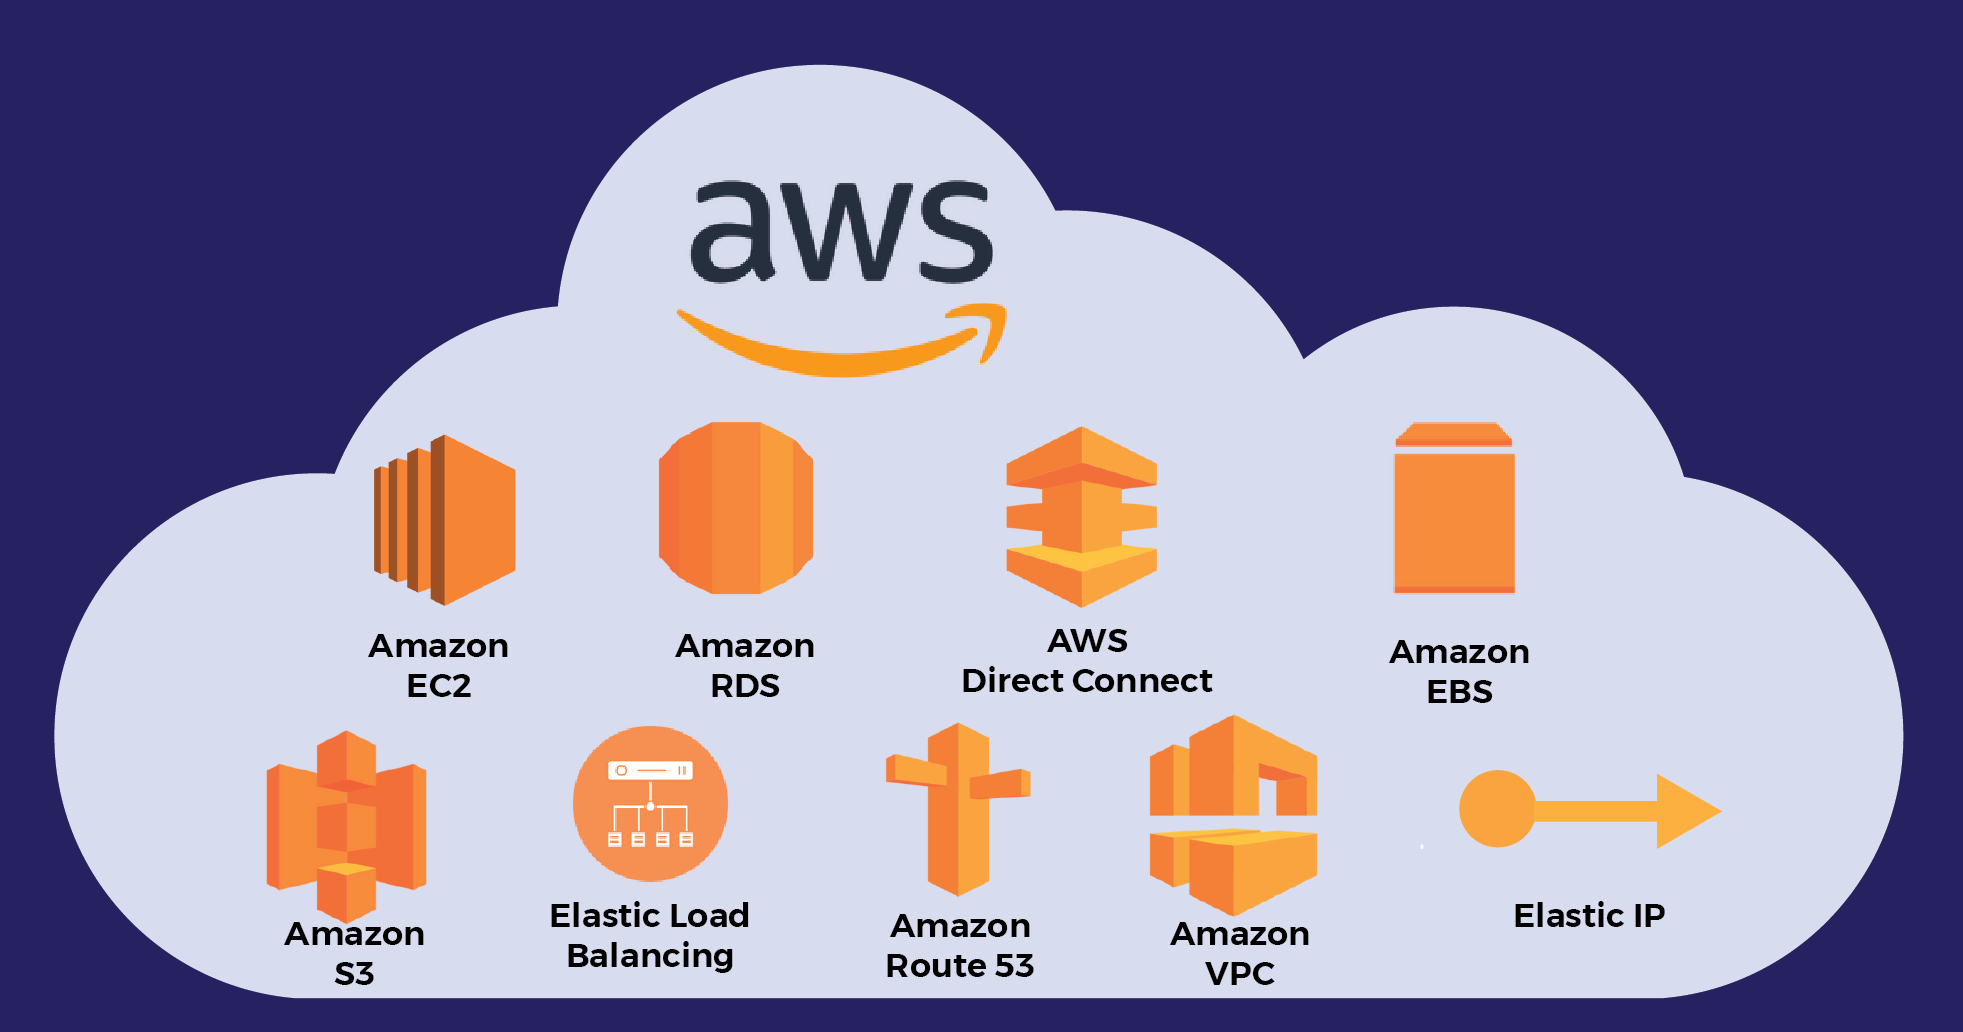 aws
Amazon
EC2
Amazon
RDS
AWS
Direct Connect
Amazon
EBS
Amazon
S3
Elastic Load
Balancing
Amazon
Route 53
Amazon
VPC
Elastic IP